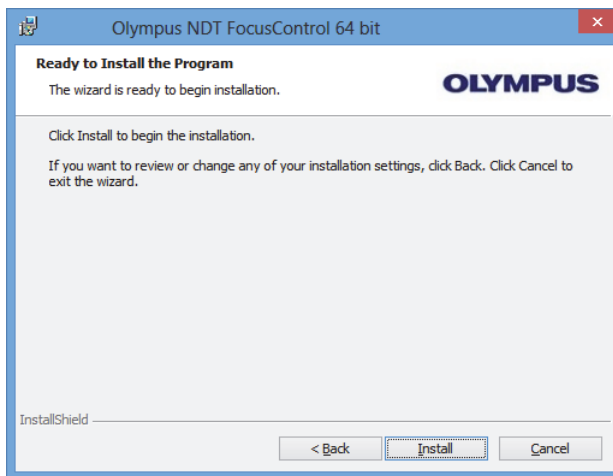 Olympus NDT FocusControl 64 bit
Ready to Install the Program
The wizard is ready to begin installation.
OLYMPUS
Click Install to begin the installation.
If you want to review or change any of your installation settings, click Back. Click Cancel to
exit the wizard.
InstallShield
< Back
Install
Cancel